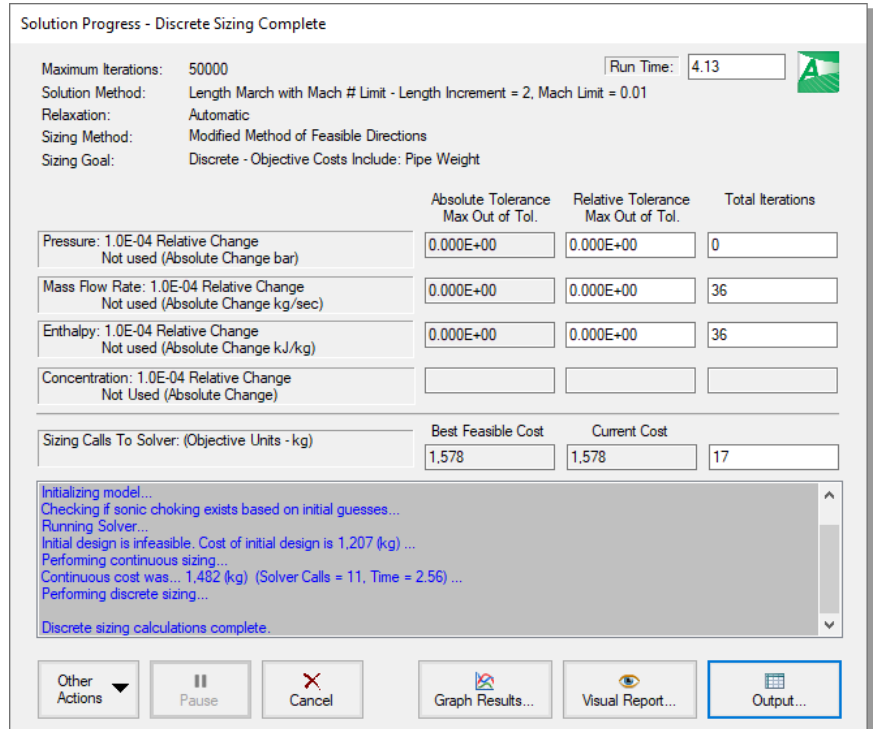 Solution Progress - Discrete Sizing Complete
Maximum Iterations: 50000
Run Time: 4.13
A
Solution Method: Length March with Mach # Limit - Length Increment = 2, Mach Limit = 0.01
Relaxation: Automatic
Sizing Method: Modified Method of Feasible Directions
Sizing Goal: Discrete - Objective Costs Include: Pipe Weight
Absolute Tolerance Relative Tolerance Total Iterations
Max Out of Tol. Max Out of Tol.
Pressure: 1.0E-04 Relative Change
Not used (Absolute Change bar)
0.000E+00 0.000E+00 0
Mass Flow Rate: 1.0E-04 Relative Change
Not used (Absolute Change kg/sec)
0.000E+00 0.000E+00 36
Enthalpy: 1.0E-04 Relative Change
Not used (Absolute Change kJ/kg)
0.000E+00 0.000E+00 36
Concentration: 1.0E-04 Relative Change
Not Used (Absolute Change)
Best Feasible Cost Current Cost
Sizing Calls To Solver: (Objective Units - kg)
1,578 1,578 17
Initializing model...
Checking if sonic choking exists based on initial guesses...
Running Solver...
Initial design is infeasible. Cost of initial design is 1,207 (kg) ...
Performing continuous sizing...
Continuous cost was... 1,482 (kg) (Solver Calls = 11, Time = 2.56) ...
Performing discrete sizing...
Discrete sizing calculations complete.
Other
Actions
Pause
Cancel
Graph Results...
Visual Report...
Output...